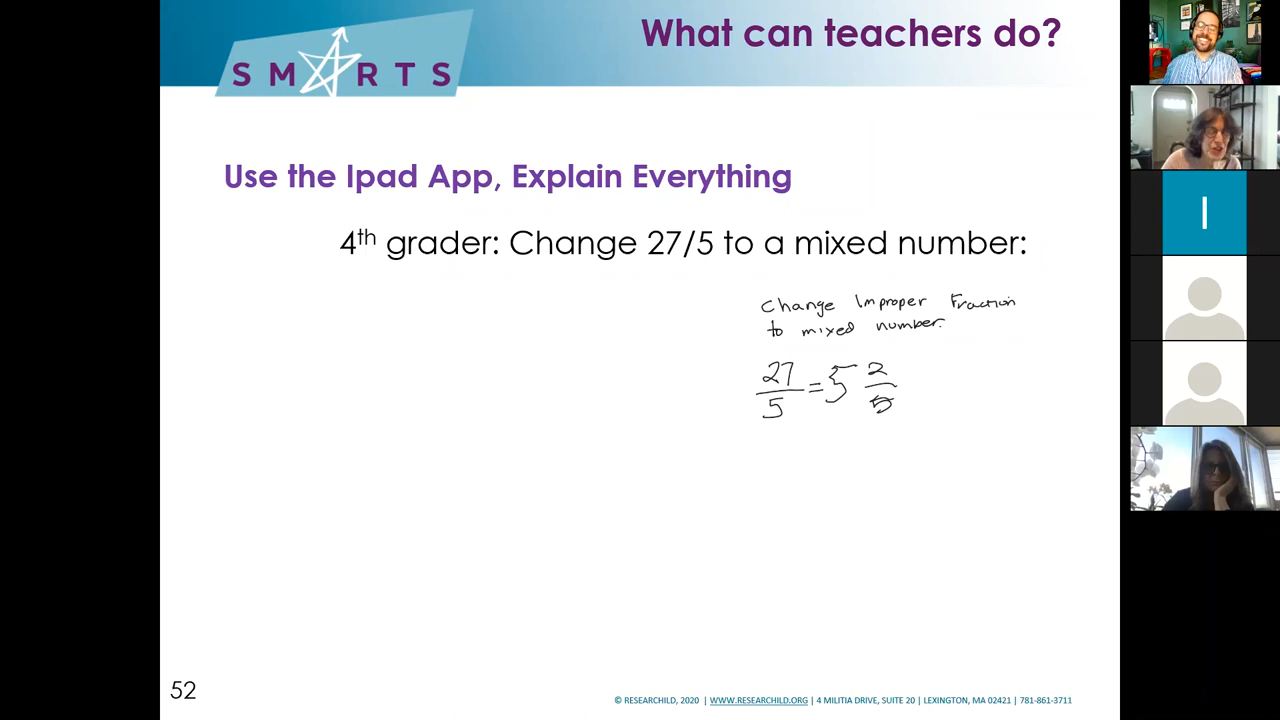 What can teachers do?
SMARTS
Use the Ipad App, Explain Everything
4th grader: Change 27/5 to a mixed number:
Change Improper Fraction
to mixed number.
27/5 = 5 2/5
I
52
© RESEARCHILD, 2020 | WWW.RESEARCHILD.ORG | 4 MILITIA DRIVE, SUITE 20 | LEXINGTON, MA 02421 | 781-861-3711